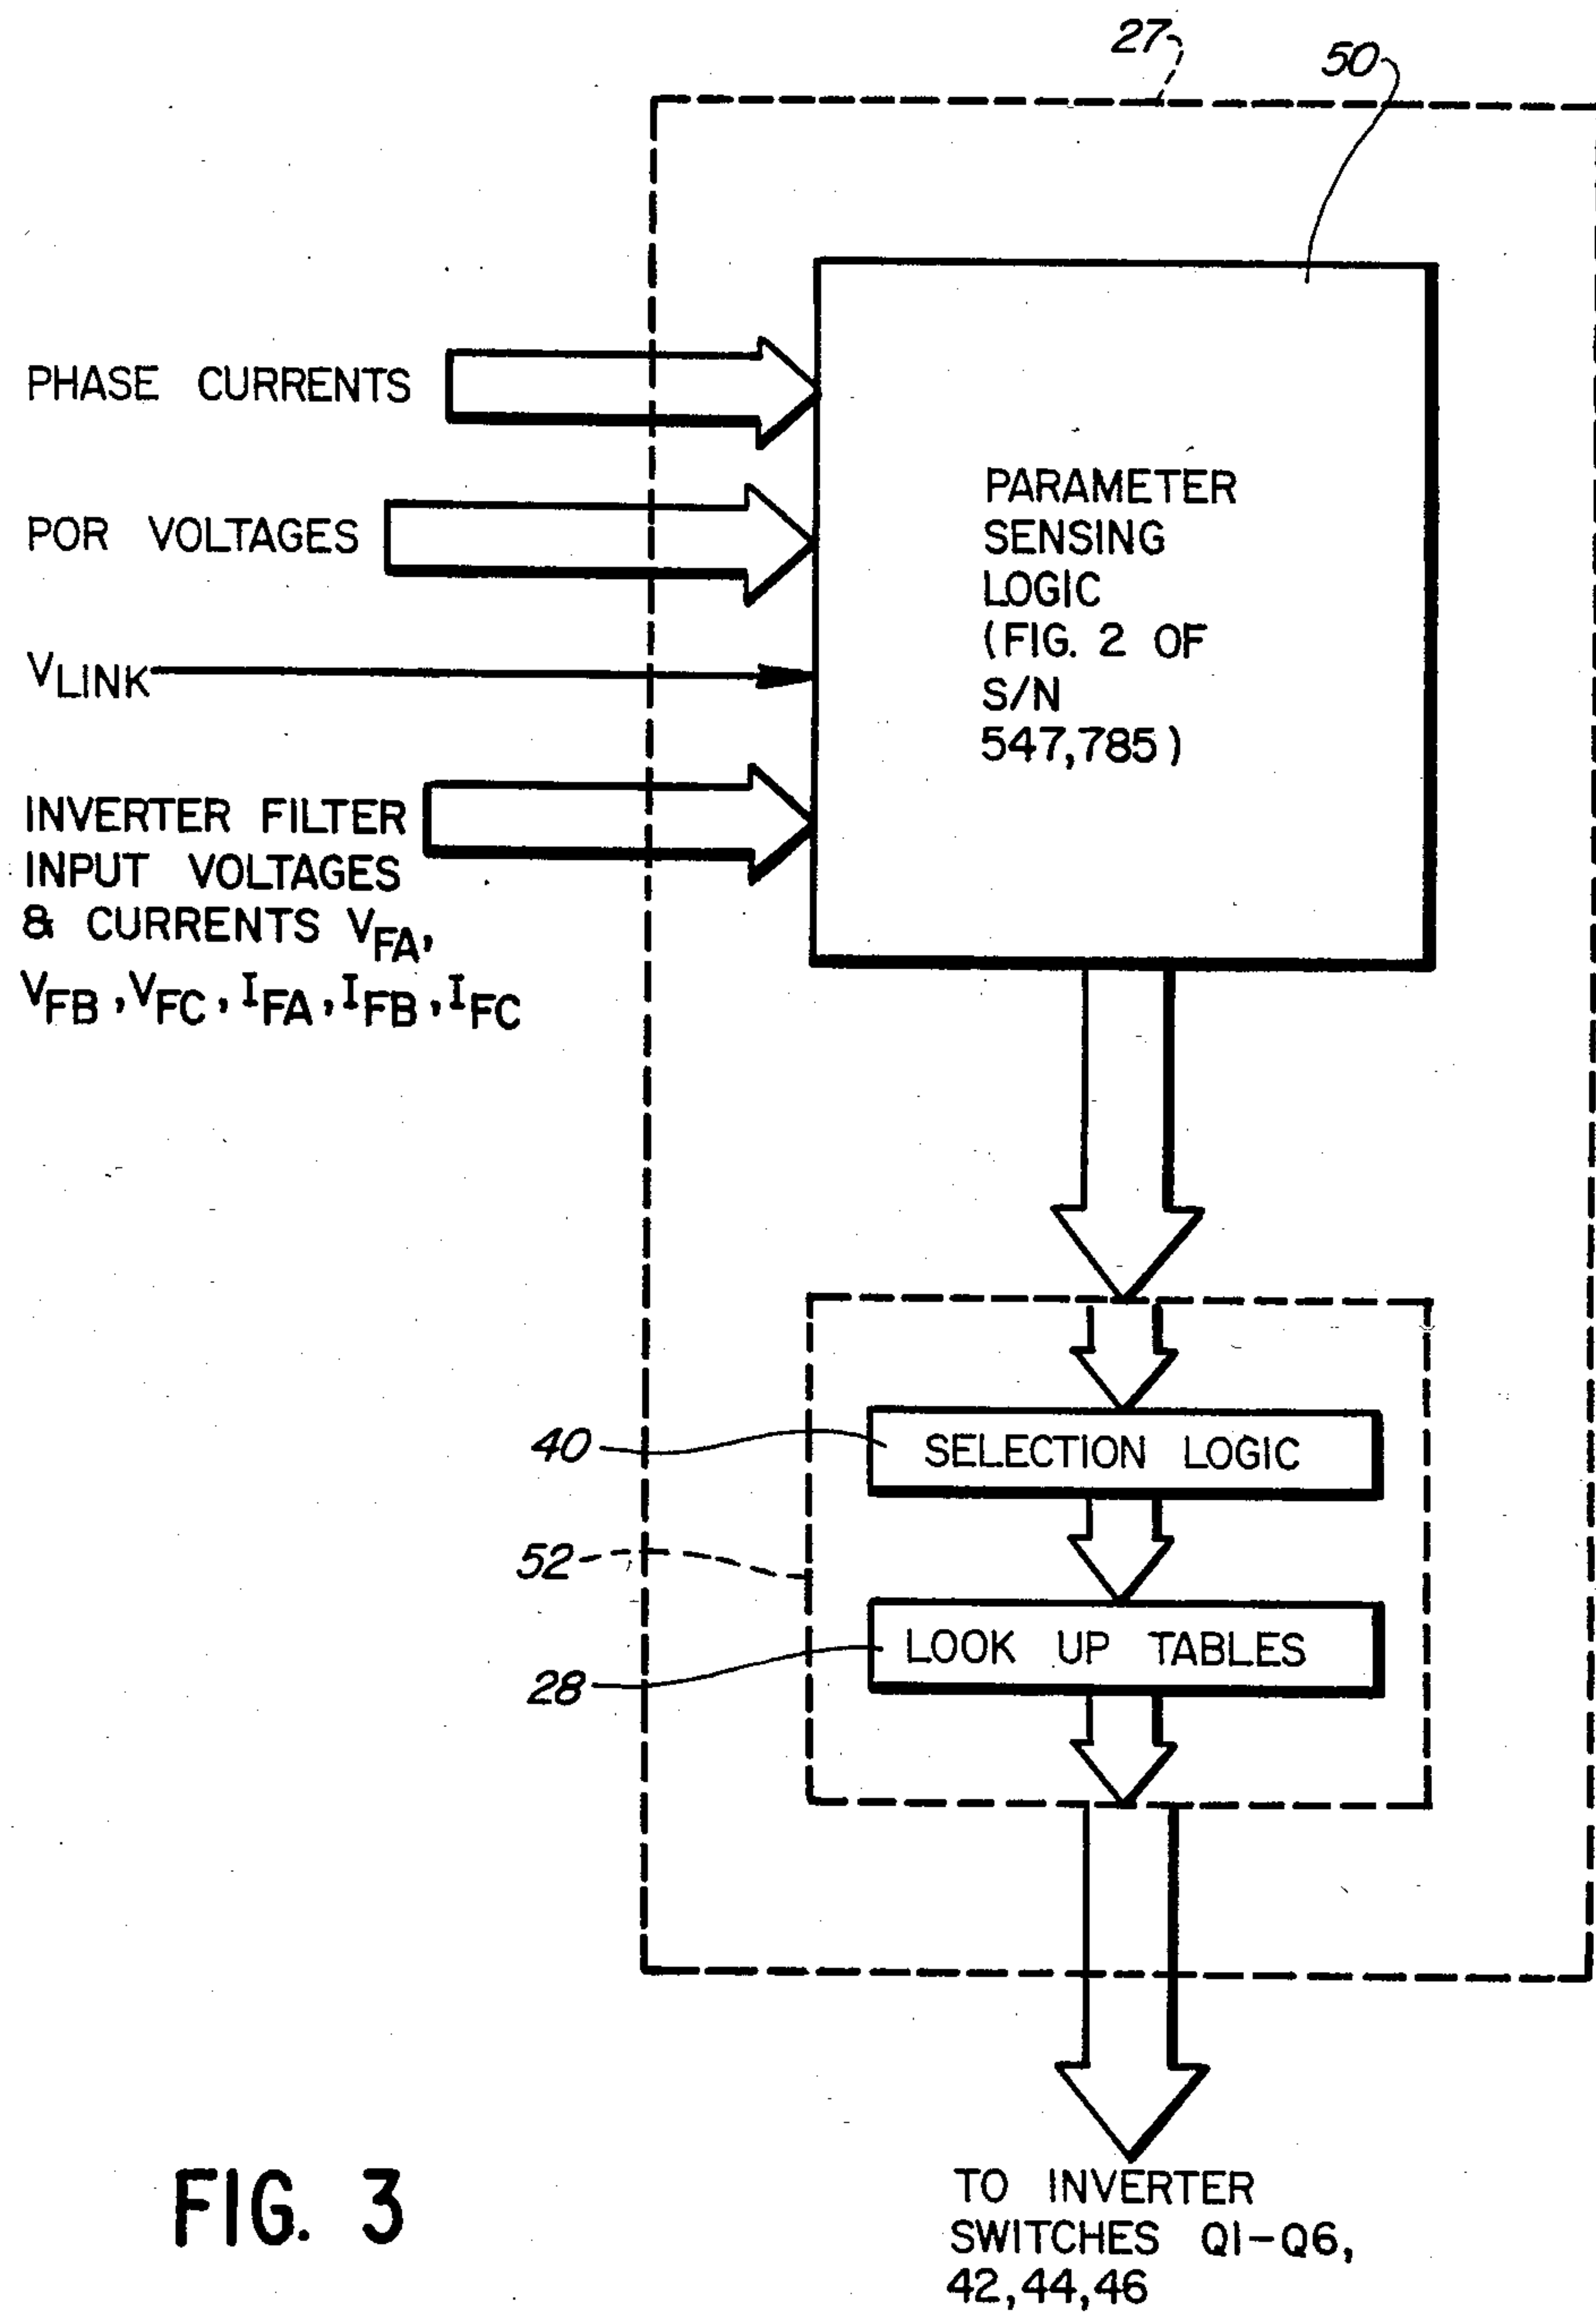 27
50
PHASE CURRENTS
POR VOLTAGES
VLINK
INVERTER FILTER
INPUT VOLTAGES
& CURRENTS VFA,
VFB, VFC, IFA, IFB, IFC
PARAMETER
SENSING
LOGIC
(FIG. 2 OF
S/N
547,785)
40
SELECTION LOGIC
52
28
LOOK UP TABLES
TO INVERTER
SWITCHES Q1-Q6,
42,44,46
FIG. 3